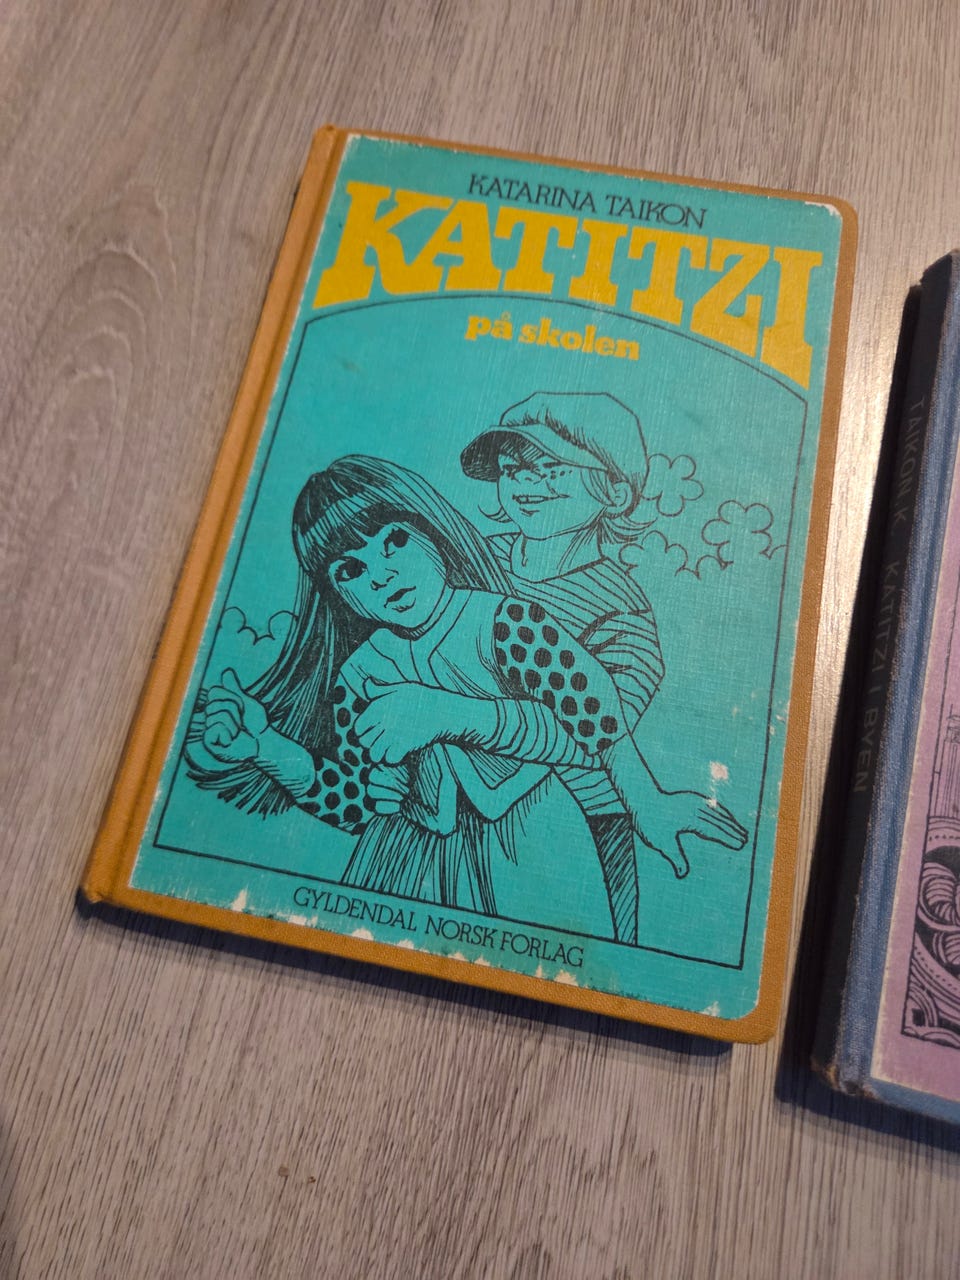 KATARINA TAIKON
KATITZI
på skolen
GYLDENDAL NORSK FORLAG
TAIKON K. KATITZI I BYEN